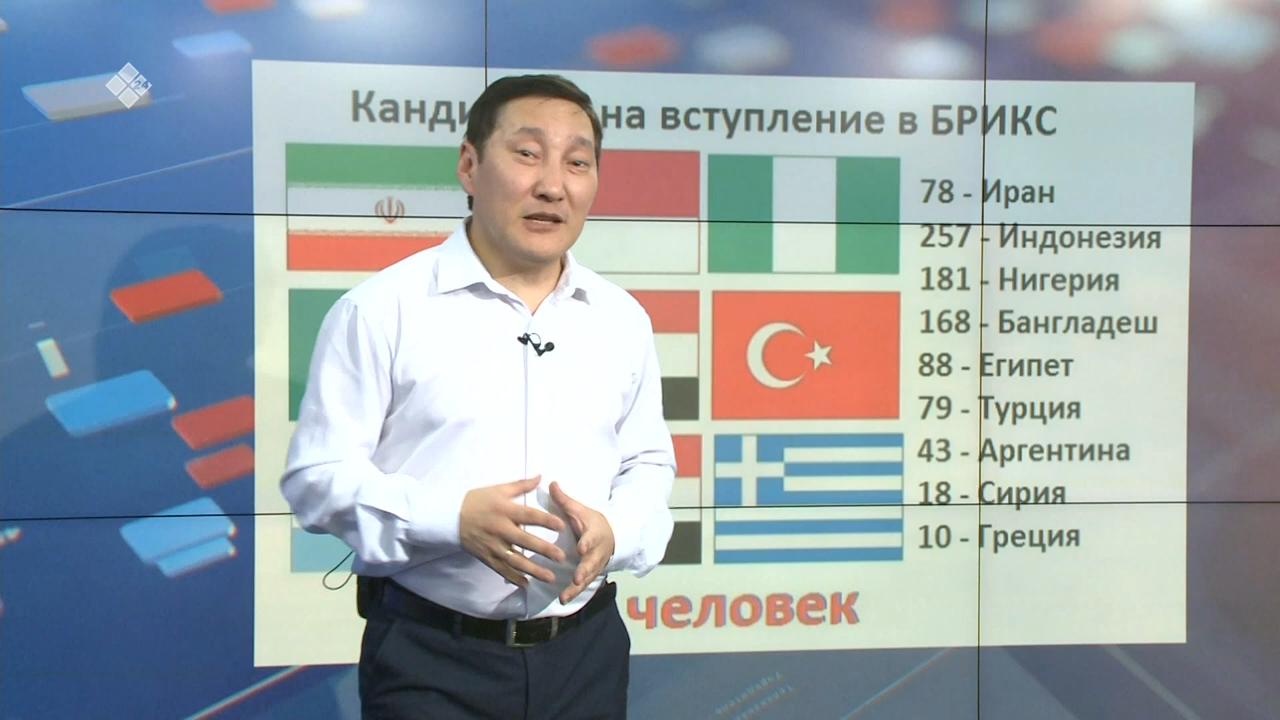 24
Канди на вступление в БРИКС
78 - Иран
257 - Индонезия
181 - Нигерия
168 - Бангладеш
88 - Египет
79 - Турция
43 - Аргентина
18 - Сирия
10 - Греция
человек